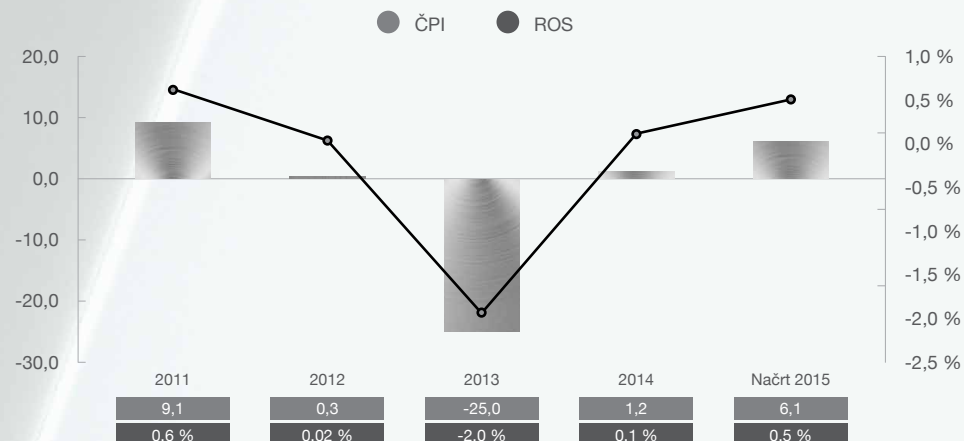 ČPI ROS
20,0 1,0 %
10,0 0,5 %
0,0 0,0 %
-10,0 -0,5 %
-20,0 -1,0 %
-30,0 -1,5 %
-2,0 %
-2,5 %
2011 2012 2013 2014 Načrt 2015
9,1 0,3 -25,0 1,2 6,1
0,6 % 0,02 % -2,0 % 0,1 % 0,5 %